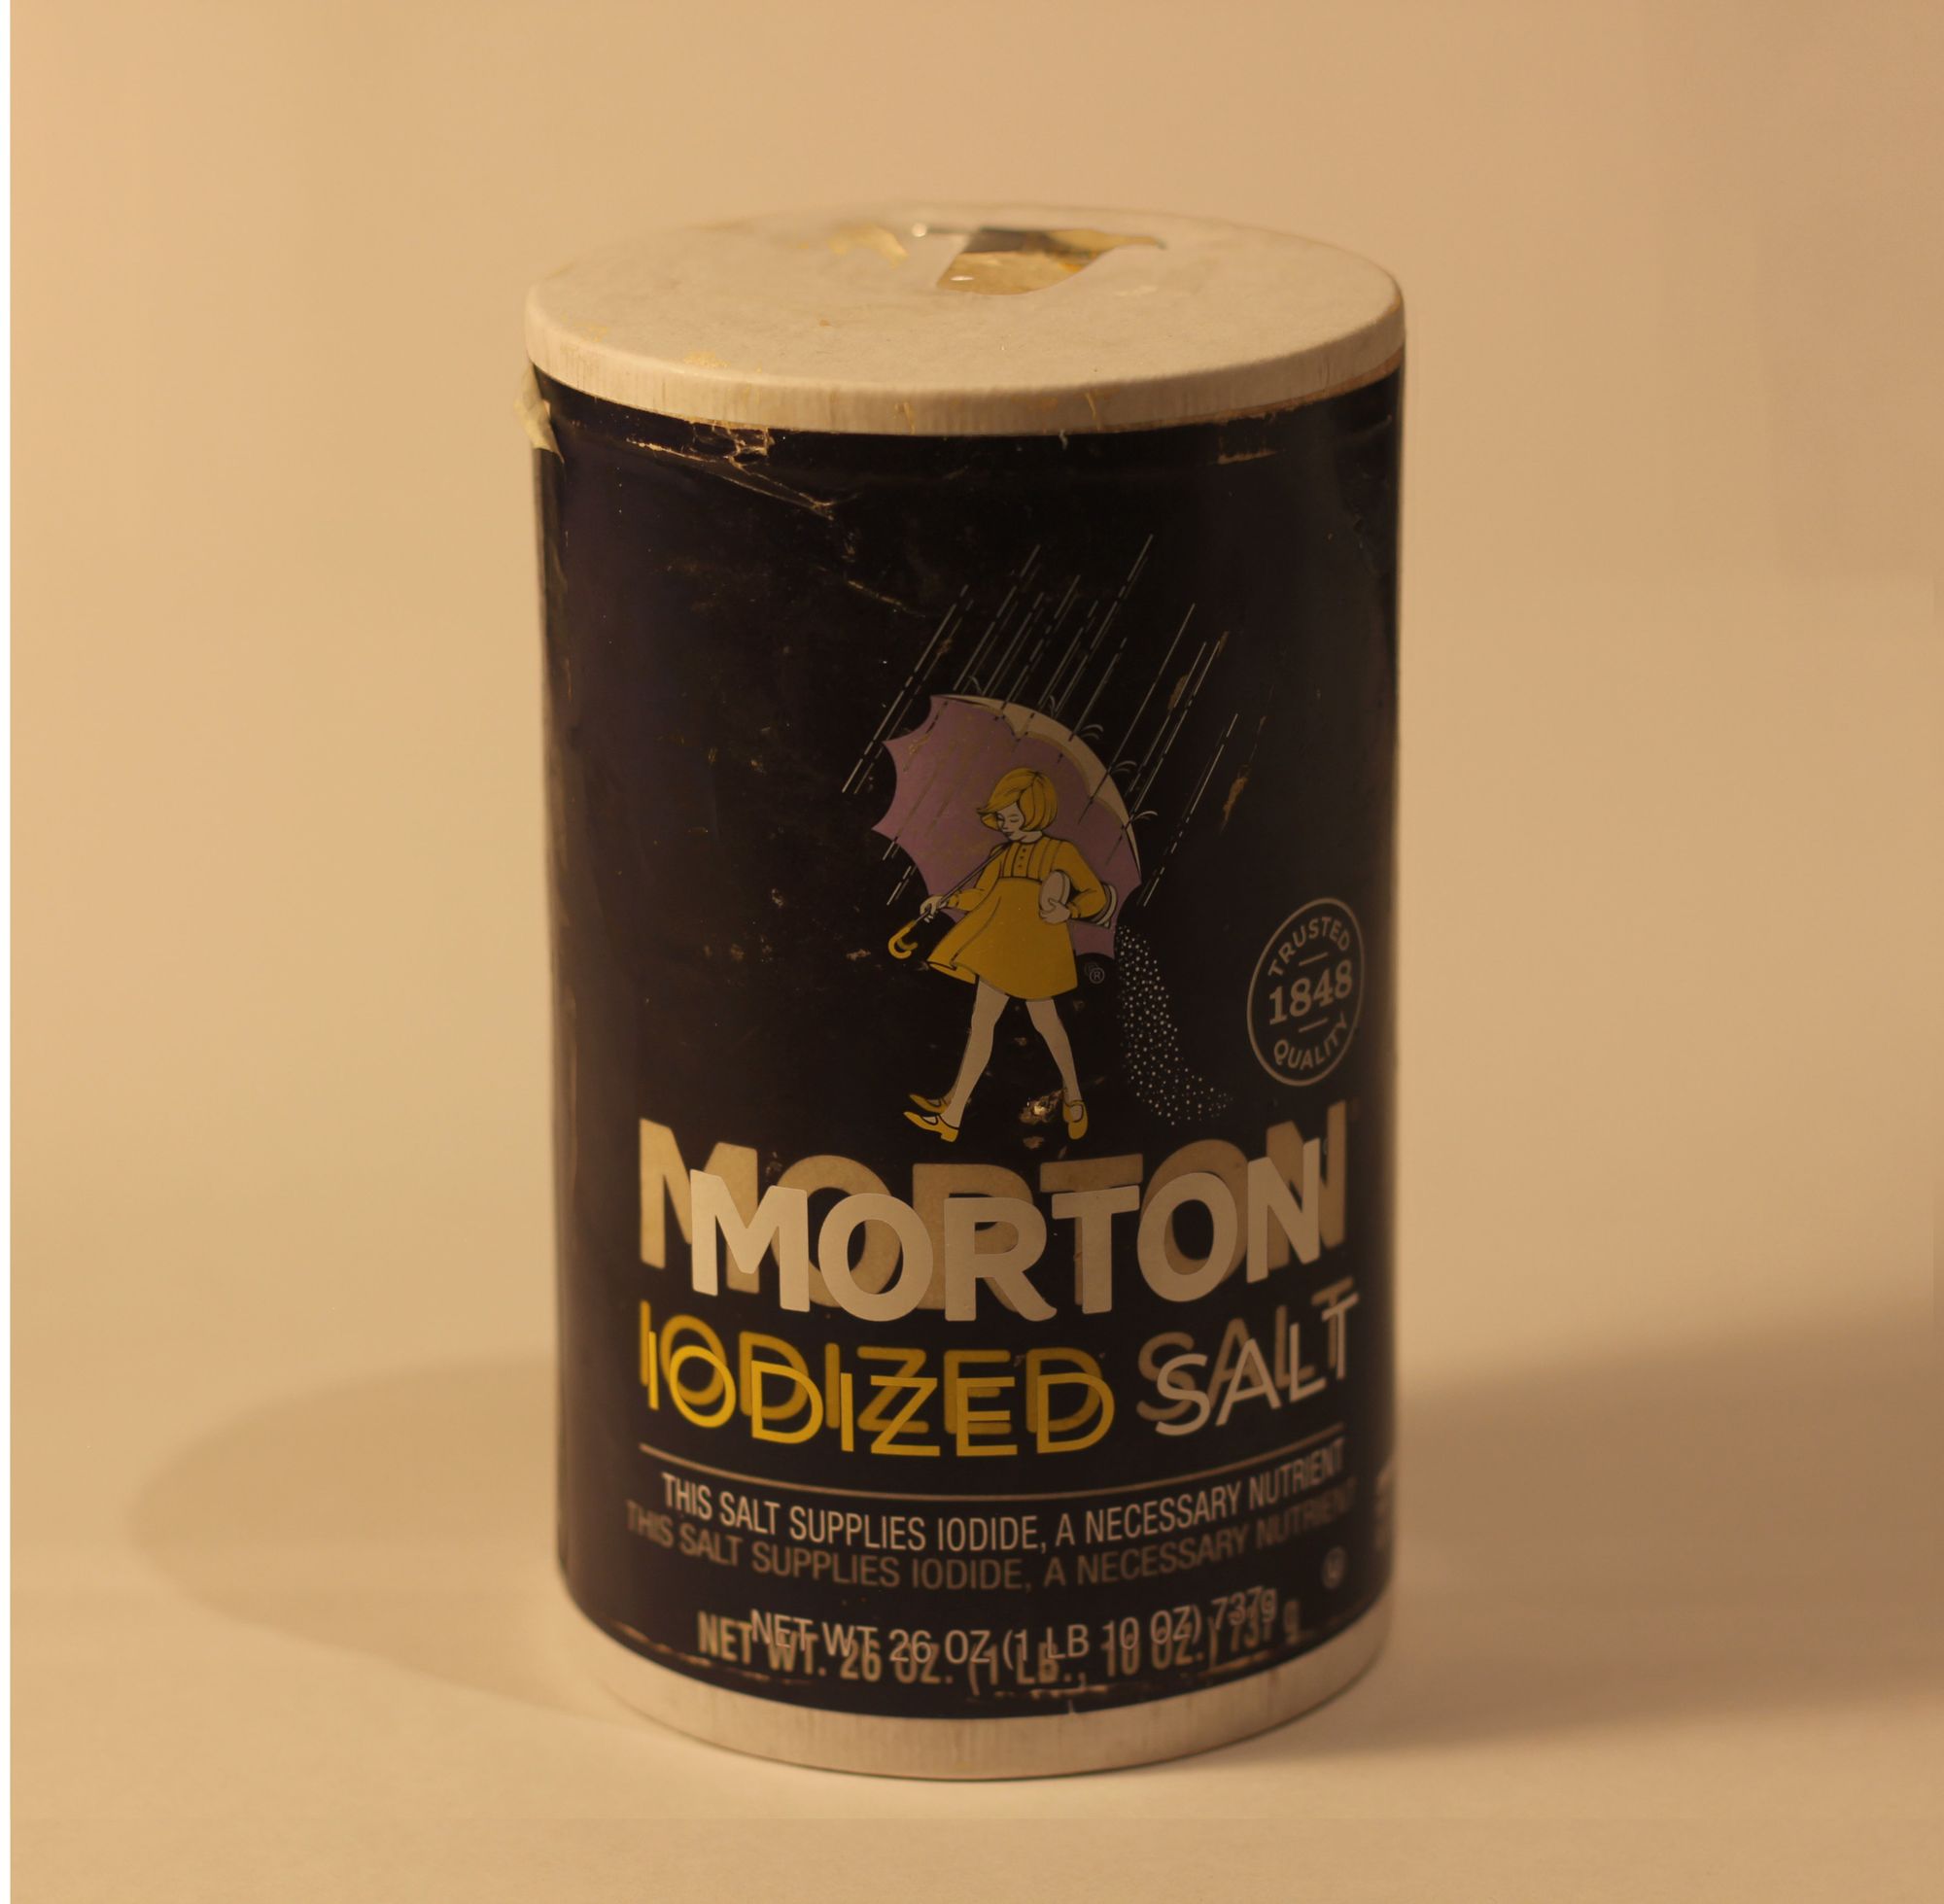 TRUSTED
1848
QUALITY
MORTON
MORTON
IODIZED SALT
IODIZED SALT
THIS SALT SUPPLIES IODIDE, A NECESSARY NUTRIENT
THIS SALT SUPPLIES IODIDE, A NECESSARY NUTRIENT
NET WT 26 OZ (1 LB 10 OZ) 737g
NET WT. 26 OZ. (1 LB., 10 OZ.) 737 g